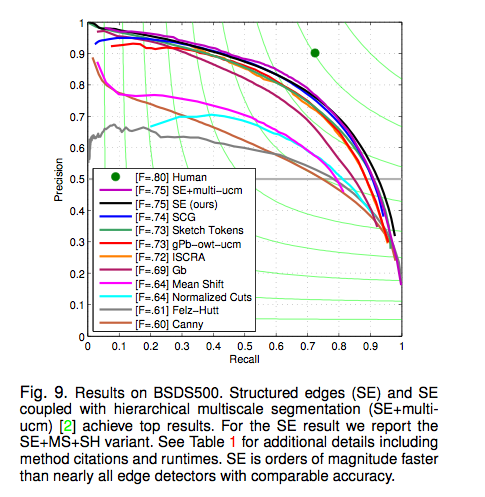 1
0.9
0.8
0.7
0.6
0.5
0.4
0.3
0.2
0.1
0
Precision
[F=.80] Human
[F=.75] SE+multi-ucm
[F=.75] SE (ours)
[F=.74] SCG
[F=.73] Sketch Tokens
[F=.73] gPb-owt-ucm
[F=.72] ISCRA
[F=.69] Gb
[F=.64] Mean Shift
[F=.64] Normalized Cuts
[F=.61] Felz-Hutt
[F=.60] Canny
0 0.1 0.2 0.3 0.4 0.5 0.6 0.7 0.8 0.9 1
Recall
Fig. 9. Results on BSDS500. Structured edges (SE) and SE
coupled with hierarchical multiscale segmentation (SE+multi-
ucm) [2] achieve top results. For the SE result we report the
SE+MS+SH variant. See Table 1 for additional details including
method citations and runtimes. SE is orders of magnitude faster
than nearly all edge detectors with comparable accuracy.